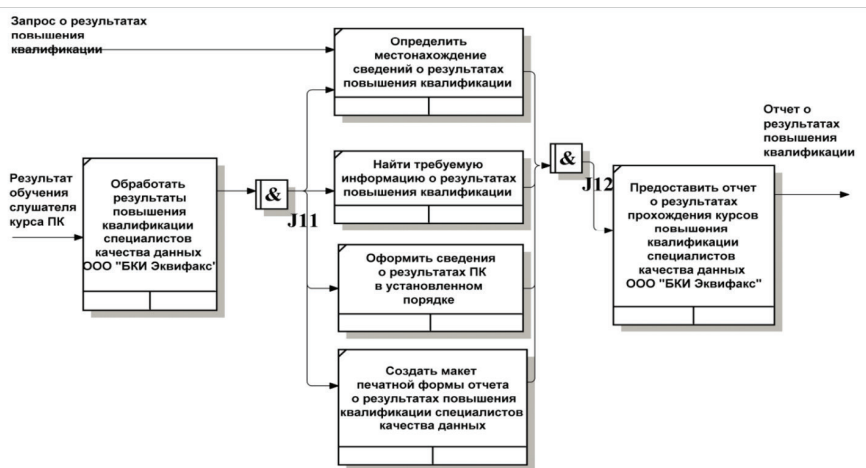 Запрос о результатах
повышения
квалификации
Определить
местонахождение
сведений о результатах
повышения квалификации
Результат
обучения
слушателя
курса ПК
Обработать
результаты
повышения
квалификации
специалистов
качества данных
ООО "БКИ Эквифакс"
&
J11
Найти требуемую
информацию о результатах
повышения квалификации
Оформить сведения
о результатах ПК
в установленном
порядке
Создать макет
печатной формы отчета
о результатах повышения
квалификации специалистов
качества данных
&
J12
Предоставить отчет
о результатах
прохождения курсов
повышения
квалификации
специалистов
качества данных
ООО "БКИ Эквифакс"
Отчет о
результатах
повышения
квалификации